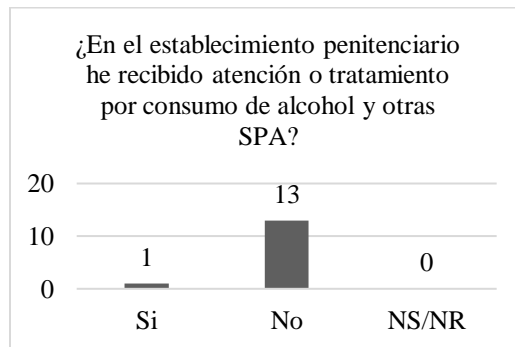 ¿En el establecimiento penitenciario
he recibido atención o tratamiento
por consumo de alcohol y otras
SPA?
20
13
10
1
0
0
Si No NS/NR